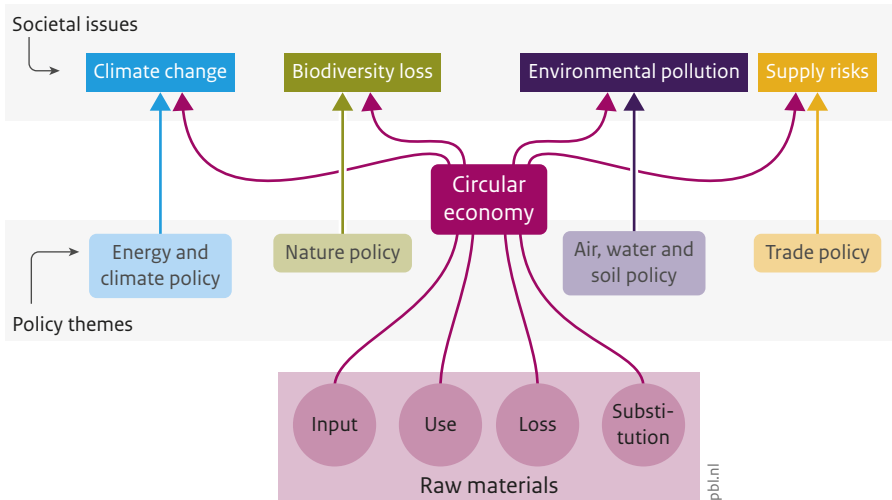 Societal issues
Climate change
Biodiversity loss
Environmental pollution
Supply risks
Circular
economy
Energy and
climate policy
Nature policy
Air, water and
soil policy
Trade policy
Policy themes
Input
Use
Loss
Substi-
tution
Raw materials
pbl.nl